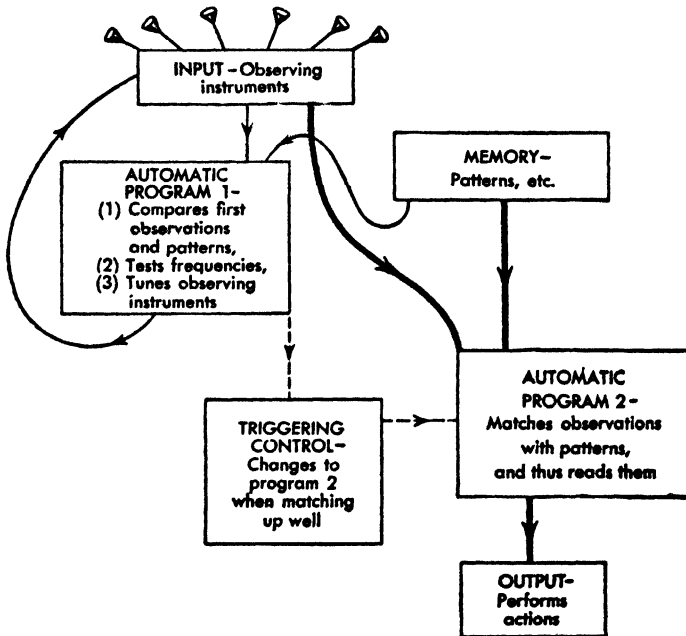 INPUT – Observing
instruments
MEMORY–
Patterns, etc.
AUTOMATIC
PROGRAM 1–
(1) Compares first
observations
and patterns,
(2) Tests frequencies,
(3) Tunes observing
instruments
AUTOMATIC
PROGRAM 2–
Matches observations
with patterns,
and thus reads them
TRIGGERING
CONTROL–
Changes to
program 2
when matching
up well
OUTPUT–
Performs
actions